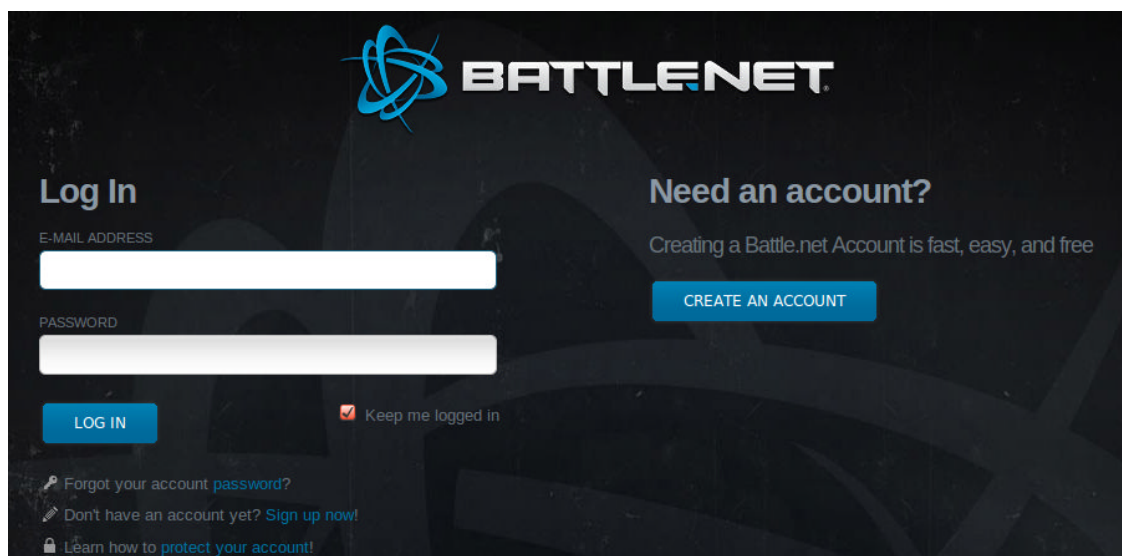 BATTLE.NET®
Log In
E-MAIL ADDRESS
PASSWORD
LOG IN
Keep me logged in
Forgot your account password?
Don't have an account yet? Sign up now!
Learn how to protect your account!
Need an account?
Creating a Battle.net Account is fast, easy, and free
CREATE AN ACCOUNT